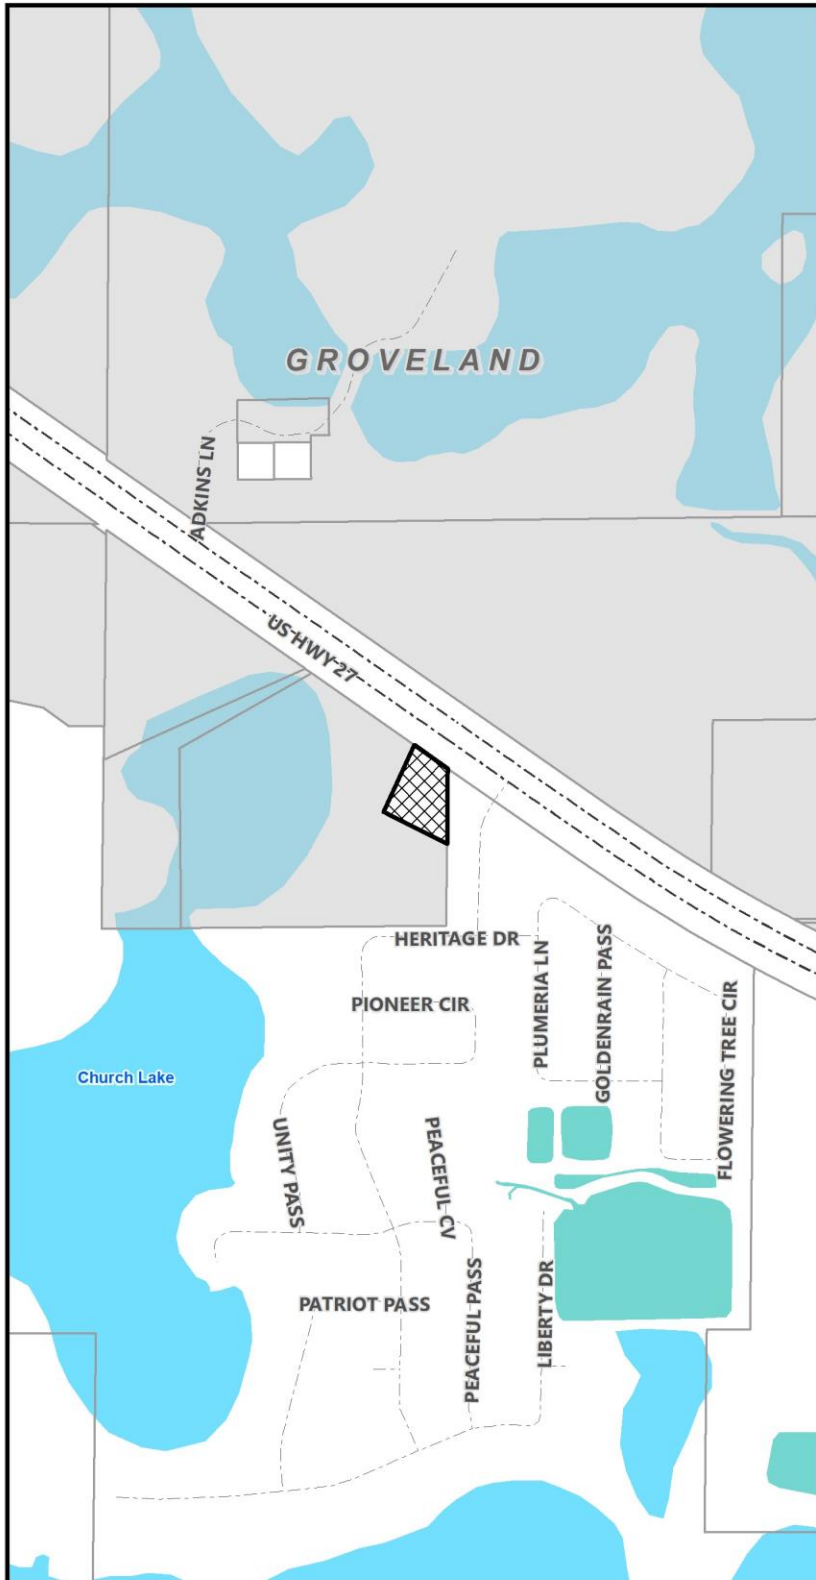 GROVELAND
ADKINS LN
US HWY 27
HERITAGE DR
PLUMERIA LN
GOLDENRAIN PASS
PIONEER CIR
FLOWERING TREE CIR
Church Lake
UNITY PASS
PEACEFUL CV
PEACEFUL PASS
LIBERTY DR
PATRIOT PASS